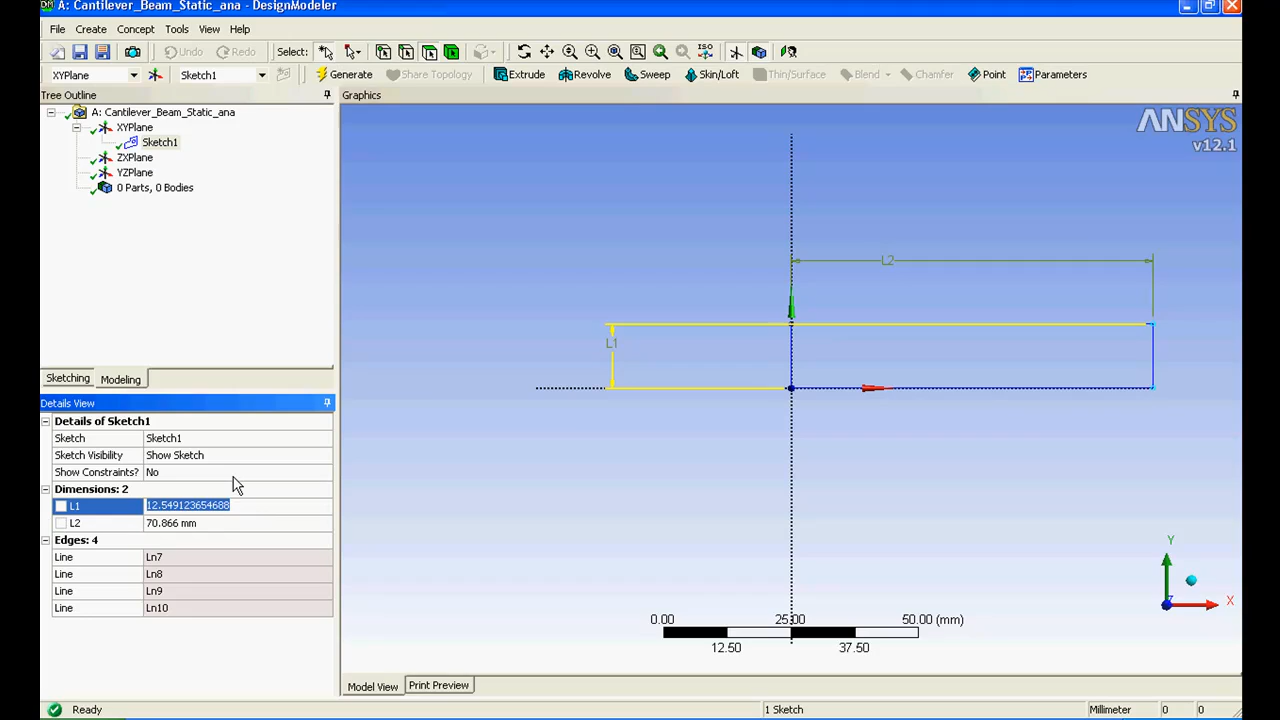 A: Cantilever_Beam_Static_ana - DesignModeler
File Create Concept Tools View Help
Undo Redo Select:
XYPlane Sketch1 Generate Share Topology Extrude Revolve Sweep Skin/Loft Thin/Surface Blend Chamfer Point Parameters
Tree Outline
A: Cantilever_Beam_Static_ana
XYPlane
Sketch1
ZXPlane
YZPlane
0 Parts, 0 Bodies
Sketching Modeling
Details View
Details of Sketch1
Sketch Sketch1
Sketch Visibility Show Sketch
Show Constraints? No
Dimensions: 2
L1 12.549123654688
L2 70.866 mm
Edges: 4
Line Ln7
Line Ln8
Line Ln9
Line Ln10
Graphics
ANSYS
v12.1
L2
L1
Y
X
Z
0.00 25.00 50.00 (mm)
12.50 37.50
Model View Print Preview
Ready 1 Sketch Millimeter 0 0